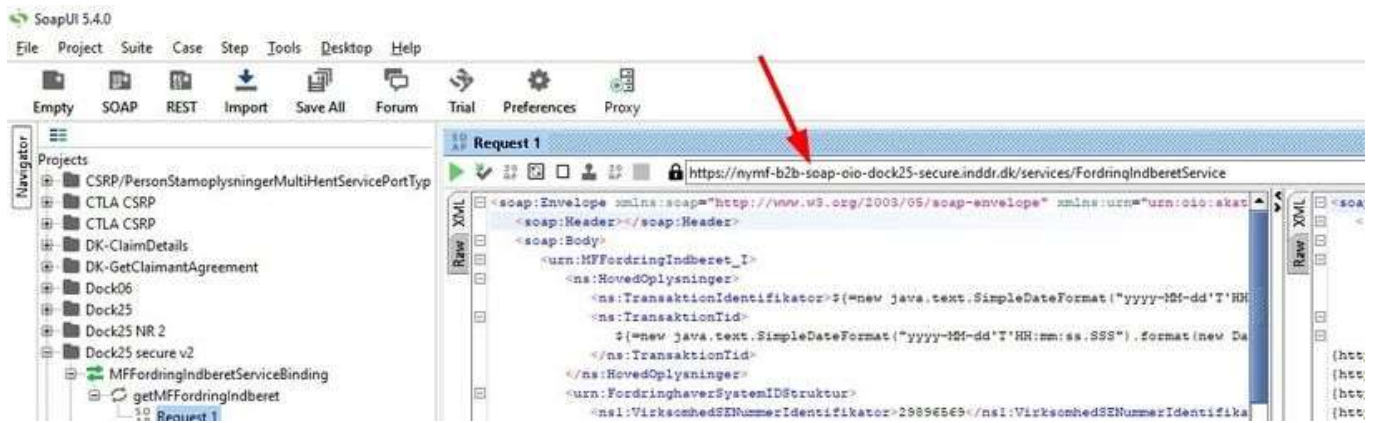 SoapUI 5.4.0
File Project Suite Case Step Tools Desktop Help
Empty SOAP REST Import Save All Forum Trial Preferences Proxy
Navigator
Projects
CSRP/PersonStamoplysningerMultiHentServicePortTyp
CTLA CSRP
CTLA CSRP
DK-ClaimDetails
DK-GetClaimantAgreement
Dock06
Dock25
Dock25 NR 2
Dock25 secure v2
MFFordringIndberetServiceBinding
getMFFordringIndberet
Request 1
Request 1
https://nymf-b2b-soap-oio-dock25-secure.inddr.dk/services/FordringIndberetService
XML
Raw
<soap:Envelope xmlns:soap="http://www.w3.org/2003/05/soap-envelope" xmlns:urn="urn:oio:skat
<soap:Header></soap:Header>
<soap:Body>
<urn:MFFordringIndberet_I>
<ns:HovedOplysninger>
<ns:TransaktionIdentifikator>${=new java.text.SimpleDateFormat("yyyy-MM-dd'T'HH
<ns:TransaktionTid>
${=new java.text.SimpleDateFormat("yyyy-MM-dd'T'HH:mm:ss.SSS").format(new Da
</ns:TransaktionTid>
</ns:HovedOplysninger>
<urn:FordringhaverSystemIDStruktur>
<ns1:VirksomhedSENummerIdentifikator>29896569</ns1:VirksomhedSENummerIdentifika
XML
Raw
<soa
<
{htt
{htt
{htt
{htt